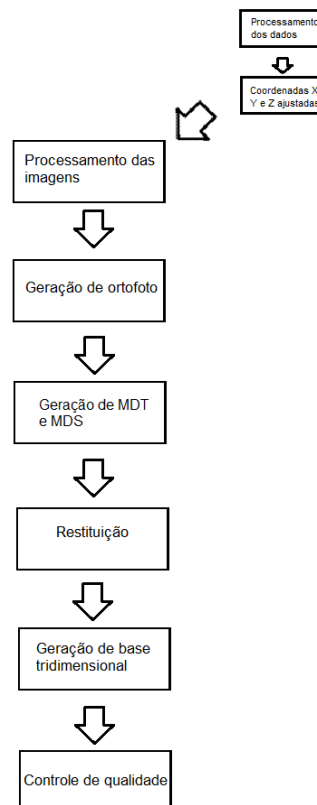 Processamento
dos dados
Coordenadas X
Y e Z ajustadas
Processamento das
imagens
Geração de ortofoto
Geração de MDT
e MDS
Restituição
Geração de base
tridimensional
Controle de qualidade